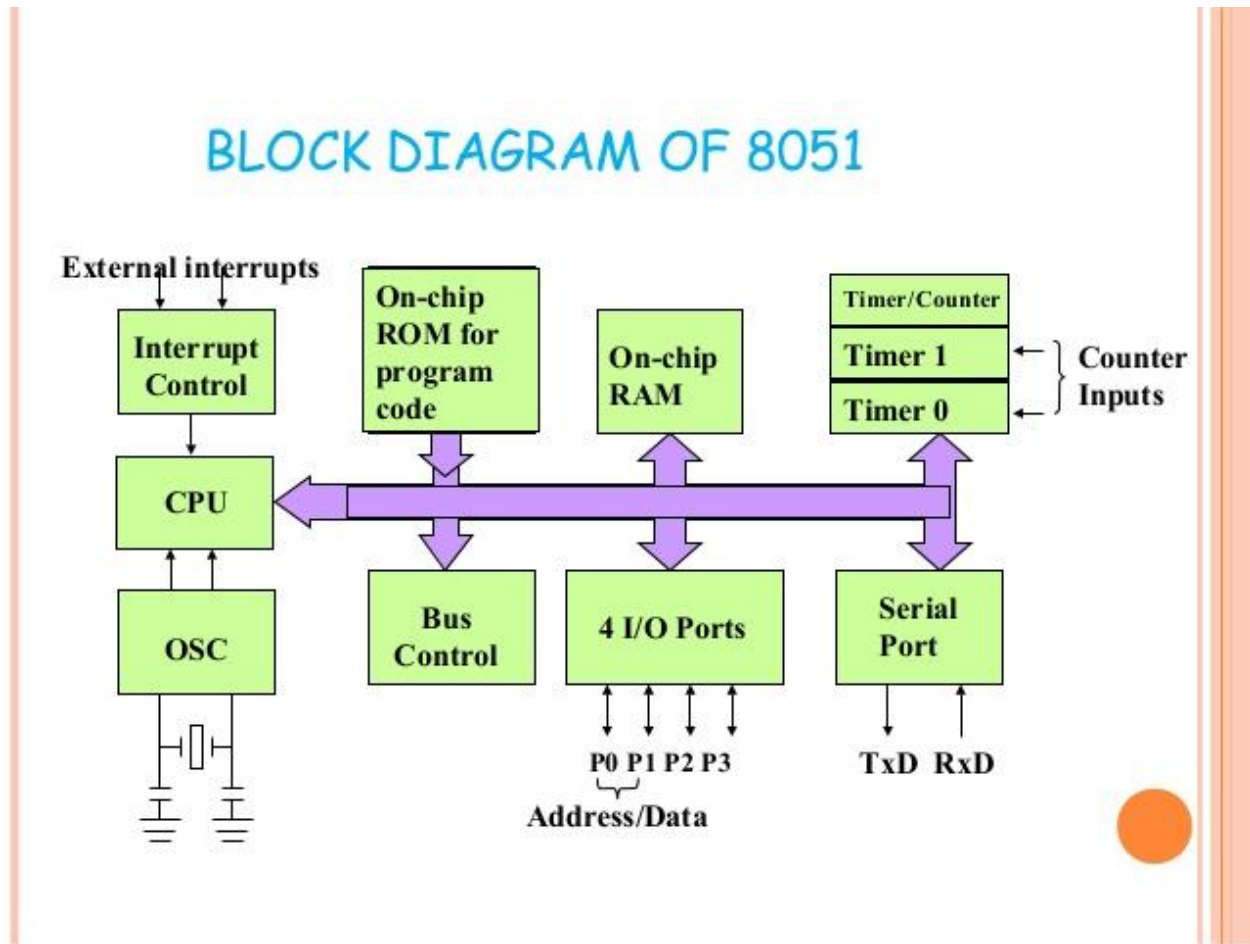 BLOCK DIAGRAM OF 8051
External interrupts
Interrupt
Control
On-chip
ROM for
program
code
On-chip
RAM
Timer/Counter
Timer 1
Timer 0
Counter
Inputs
CPU
OSC
Bus
Control
4 I/O Ports
Serial
Port
P0 P1 P2 P3
Address/Data
TxD RxD